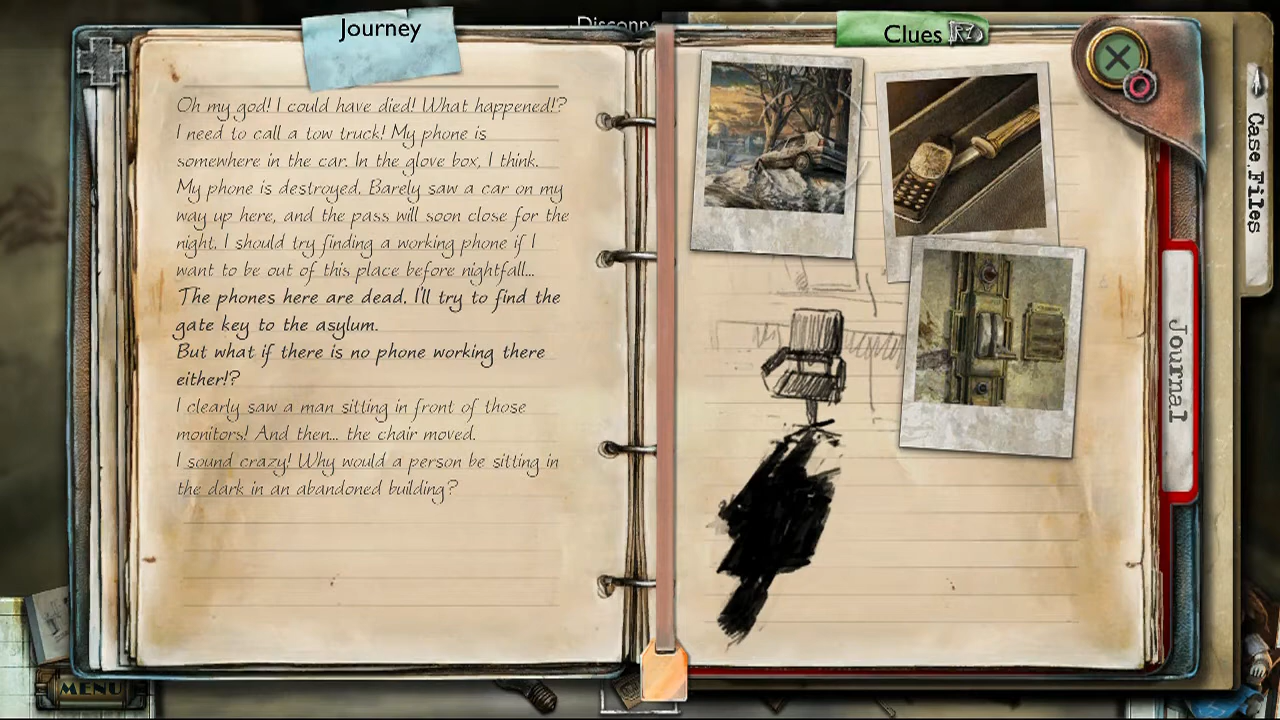 Journey
Disconne
Clues R2
Oh my god! I could have died! What happened!?
I need to call a tow truck! My phone is
somewhere in the car. In the glove box, I think.
My phone is destroyed. Barely saw a car on my
way up here, and the pass will soon close for the
night. I should try finding a working phone if I
want to be out of this place before nightfall...
The phones here are dead. I'll try to find the
gate key to the asylum.
But what if there is no phone working there
either!?
I clearly saw a man sitting in front of those
monitors! And then... the chair moved.
I sound crazy! Why would a person be sitting in
the dark in an abandoned building?
Case Files
Journal
MENU